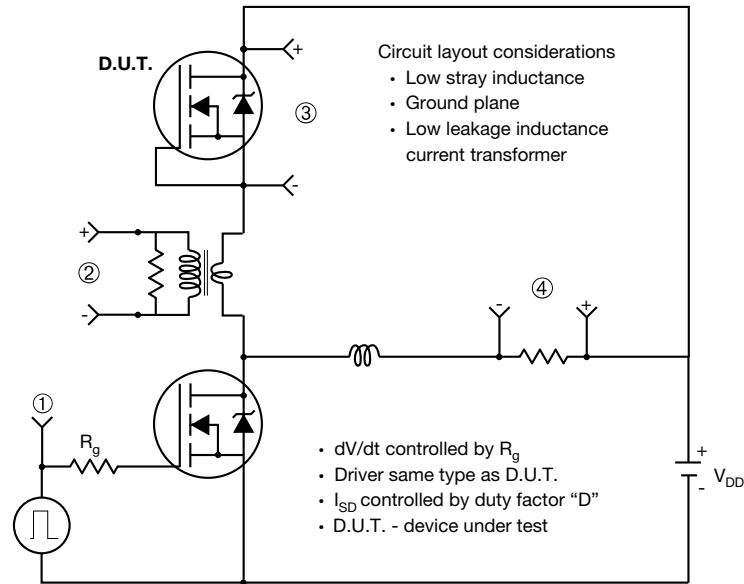 D.U.T.
+
-
③
Circuit layout considerations
• Low stray inductance
• Ground plane
• Low leakage inductance
current transformer
+
②
-
-
④
+
①
Rg
• dV/dt controlled by Rg
• Driver same type as D.U.T.
• ISD controlled by duty factor “D”
• D.U.T. - device under test
+
-
VDD